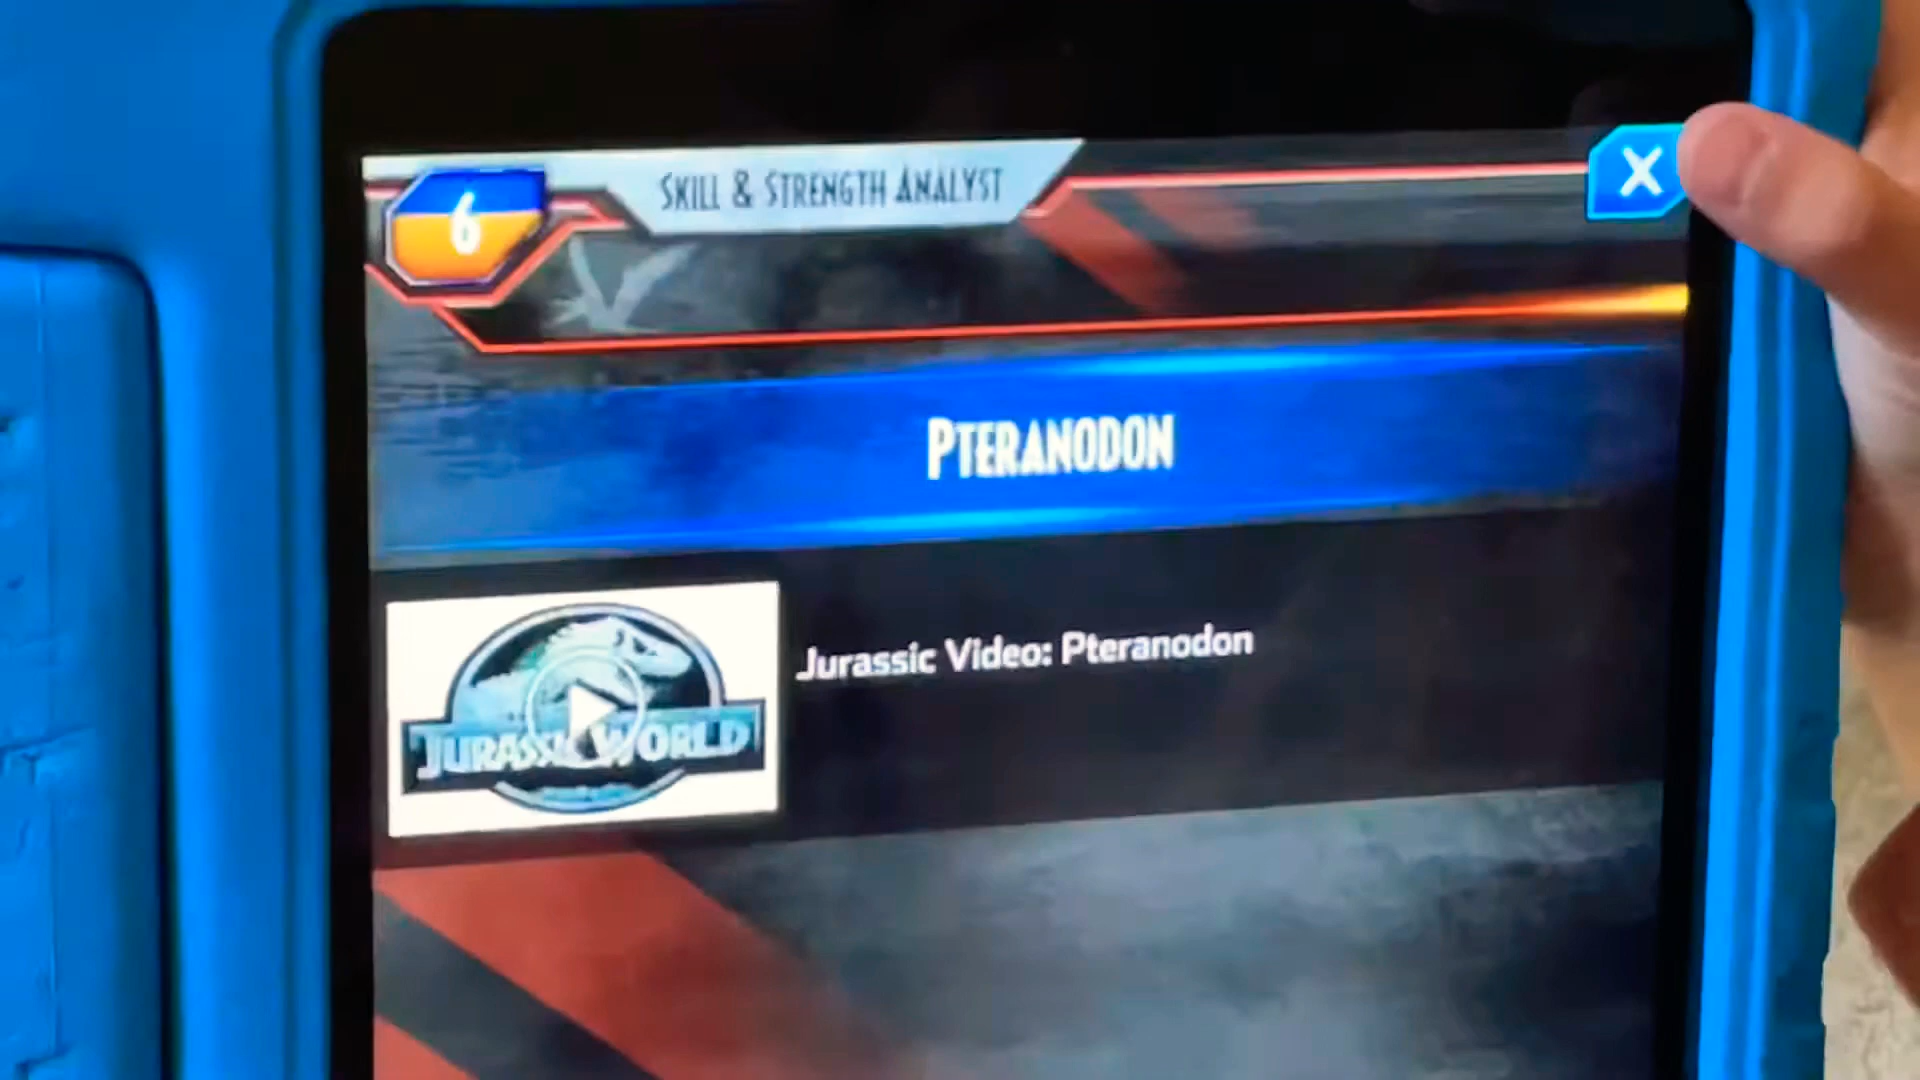 6
SKILL & STRENGTH ANALYST
X
PTERANODON
Jurassic Video: Pteranodon
JURASSIC WORLD